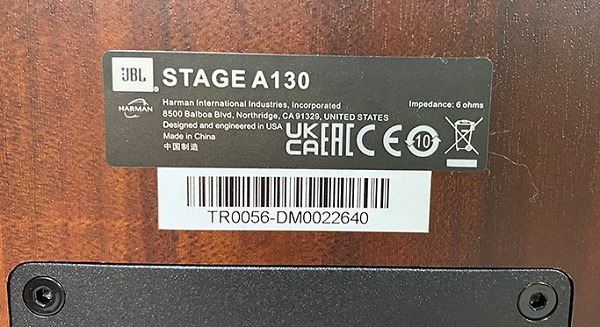 JBL
STAGE A130
HARMAN
Harman International Industries, Incorporated
Impedance: 6 ohms
8500 Balboa Blvd, Northridge, CA 91329, UNITED STATES
Designed and engineered in USA
Made in China
中国制造
UK
CA
EAC
CE
10
TR0056-DM0022640